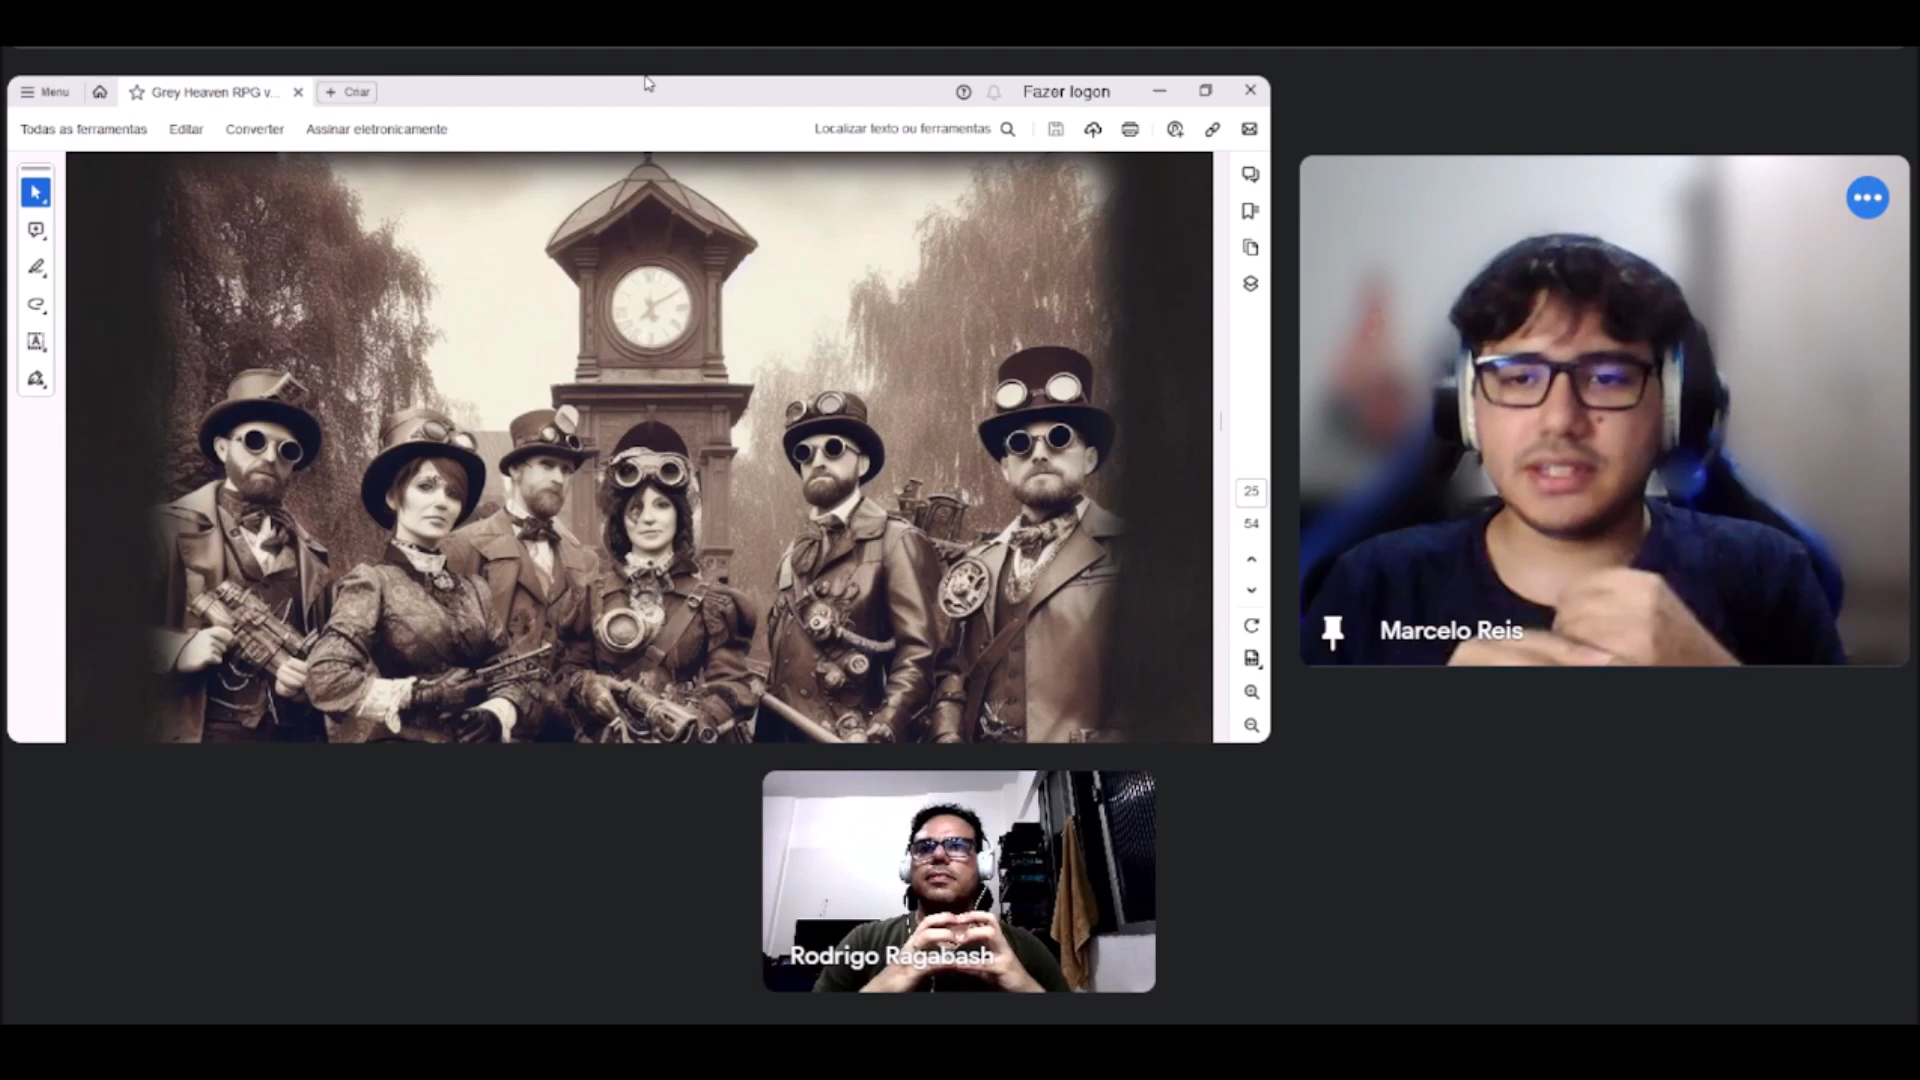 Menu
Grey Heaven RPG v...
Criar
Fazer logon
Todas as ferramentas
Editar
Converter
Assinar eletronicamente
Localizar texto ou ferramentas
25
54
Marcelo Reis
Rodrigo Ragabash